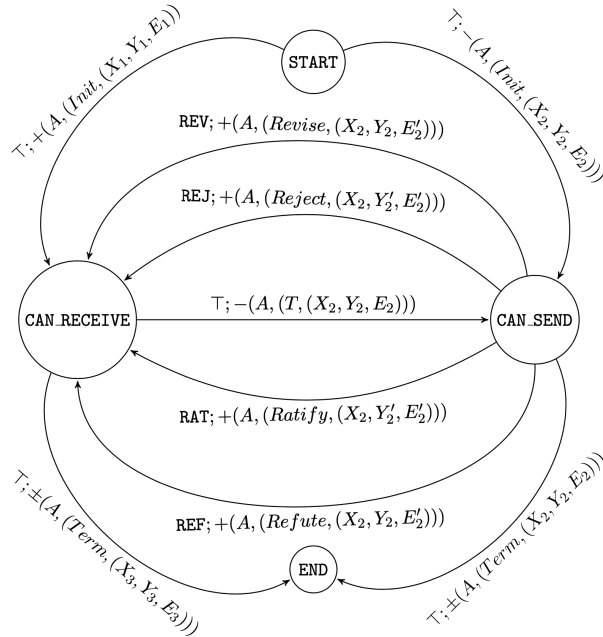 ⊤; +(A, (Init, (X₁, Y₁, E₁)))
START
⊤; −(A, (Init, (X₂, Y₂, E₂)))
REV; +(A, (Revise, (X₂, Y₂, E′₂)))
REJ; +(A, (Reject, (X₂, Y′₂, E′₂)))
CAN_RECEIVE
⊤; −(A, (T, (X₂, Y₂, E₂)))
CAN_SEND
RAT; +(A, (Ratify, (X₂, Y′₂, E′₂)))
REF; +(A, (Refute, (X₂, Y₂, E′₂)))
⊤; ±(A, (Term, (X₃, Y₃, E₃)))
END
⊤; ±(A, (Term, (X₂, Y₂, E₂)))